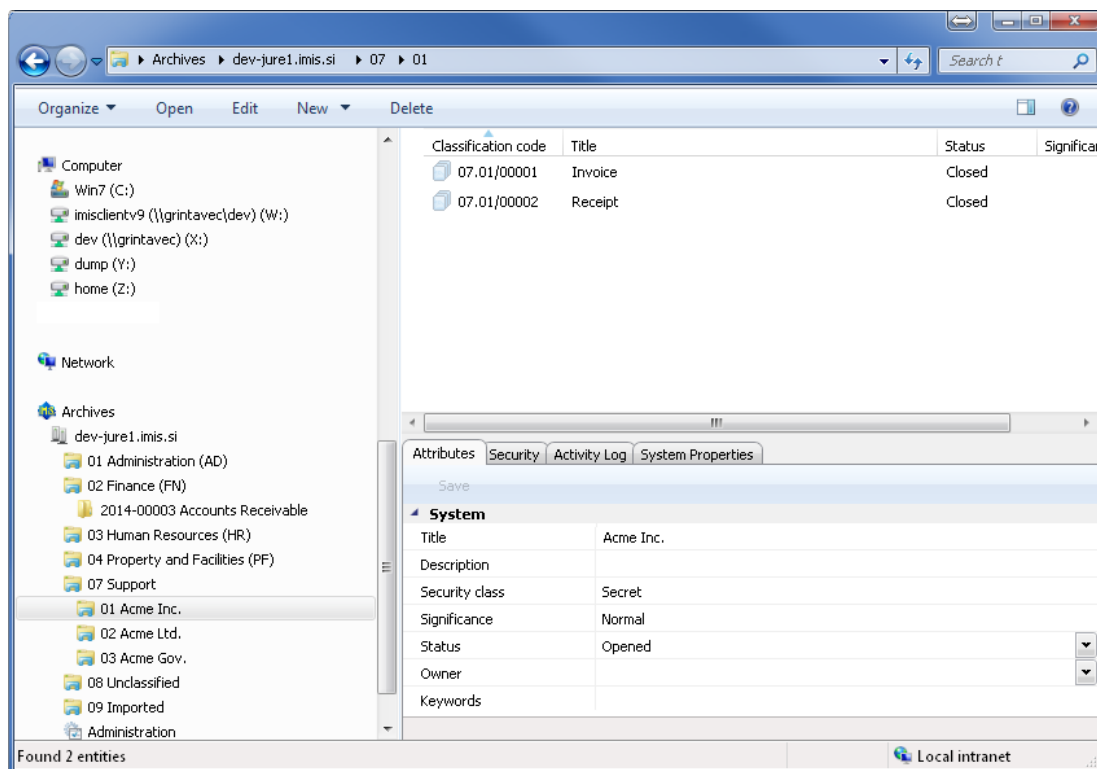 Archives dev-jure1.imis.si 07 01
Search t
Organize Open Edit New Delete
Computer
Win7 (C:)
imisclientv9 (\\grintavec\dev) (W:)
dev (\\grintavec) (X:)
dump (Y:)
home (Z:)
Network
Archives
dev-jure1.imis.si
01 Administration (AD)
02 Finance (FN)
2014-00003 Accounts Receivable
03 Human Resources (HR)
04 Property and Facilities (PF)
07 Support
01 Acme Inc.
02 Acme Ltd.
03 Acme Gov.
08 Unclassified
09 Imported
Administration
Classification code Title Status Significar
07.01/00001 Invoice Closed
07.01/00002 Receipt Closed
Attributes Security Activity Log System Properties
Save
System
Title Acme Inc.
Description
Security class Secret
Significance Normal
Status Opened
Owner
Keywords
Found 2 entities Local intranet